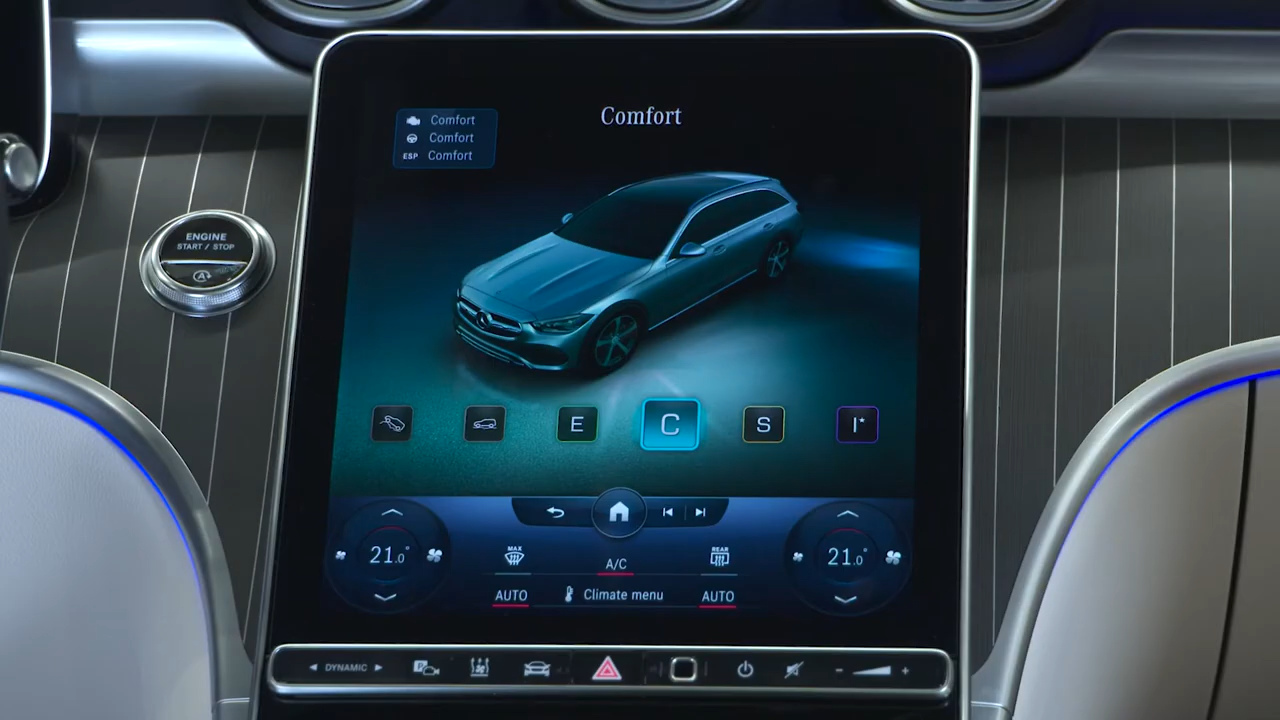 Comfort
Comfort
Comfort
ESP Comfort
ENGINE
START / STOP
A
E
C
S
I*
21.0°
21.0°
MAX
REAR
A/C
AUTO
Climate menu
AUTO
◄ DYNAMIC ►
P
- +